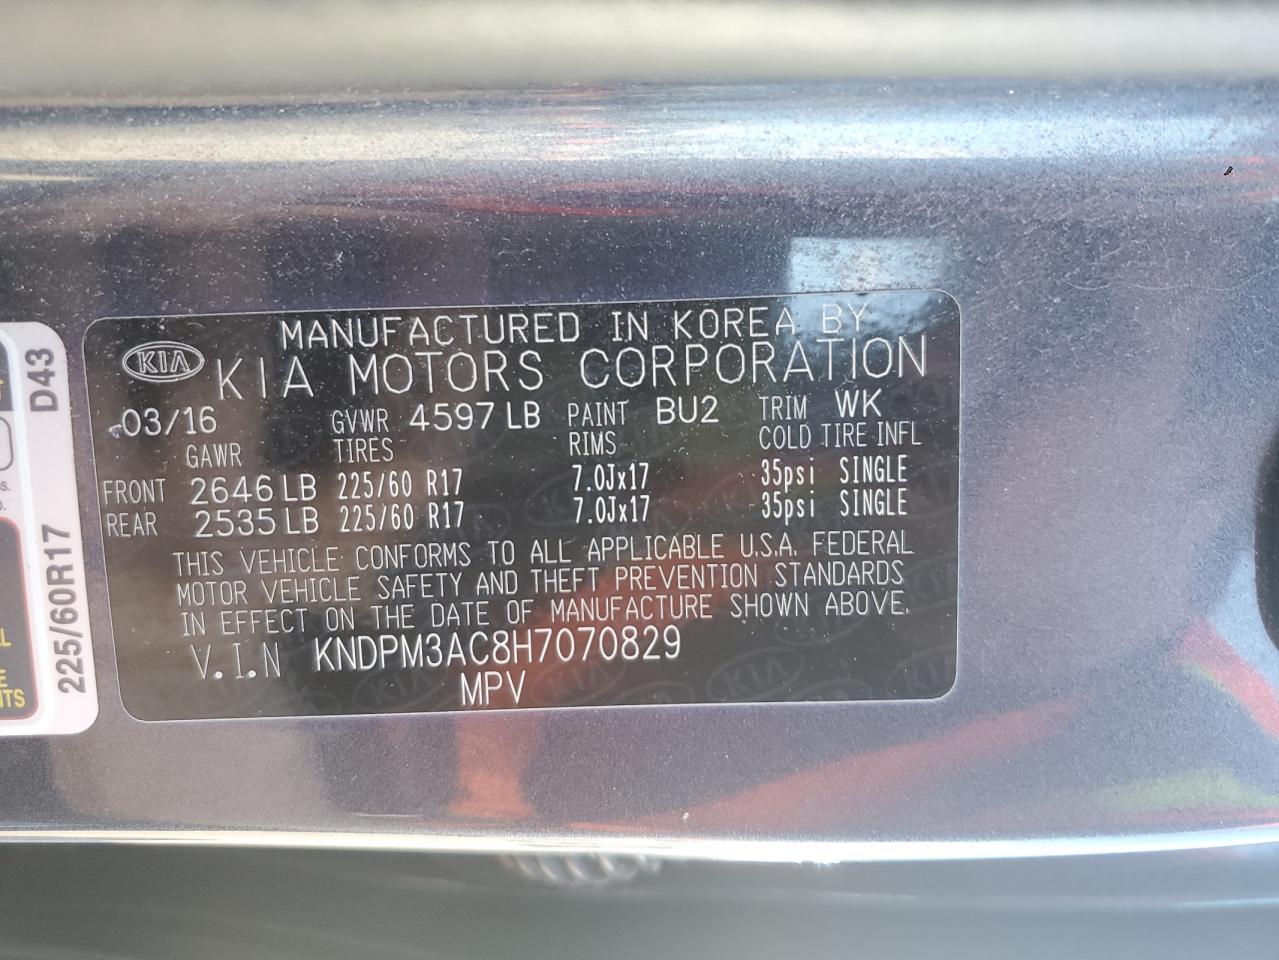 MANUFACTURED IN KOREA BY
KIA KIA MOTORS CORPORATION
03/16 GVWR 4597 LB PAINT BU2 TRIM WK
GAWR TIRES RIMS COLD TIRE INFL
FRONT 2646 LB 225/60 R17 7.0Jx17 35psi SINGLE
REAR 2535 LB 225/60 R17 7.0Jx17 35psi SINGLE
THIS VEHICLE CONFORMS TO ALL APPLICABLE U.S.A. FEDERAL
MOTOR VEHICLE SAFETY AND THEFT PREVENTION STANDARDS
IN EFFECT ON THE DATE OF MANUFACTURE SHOWN ABOVE.
V.I.N KNDPM3AC8H7070829
MPV
225/60R17 D43